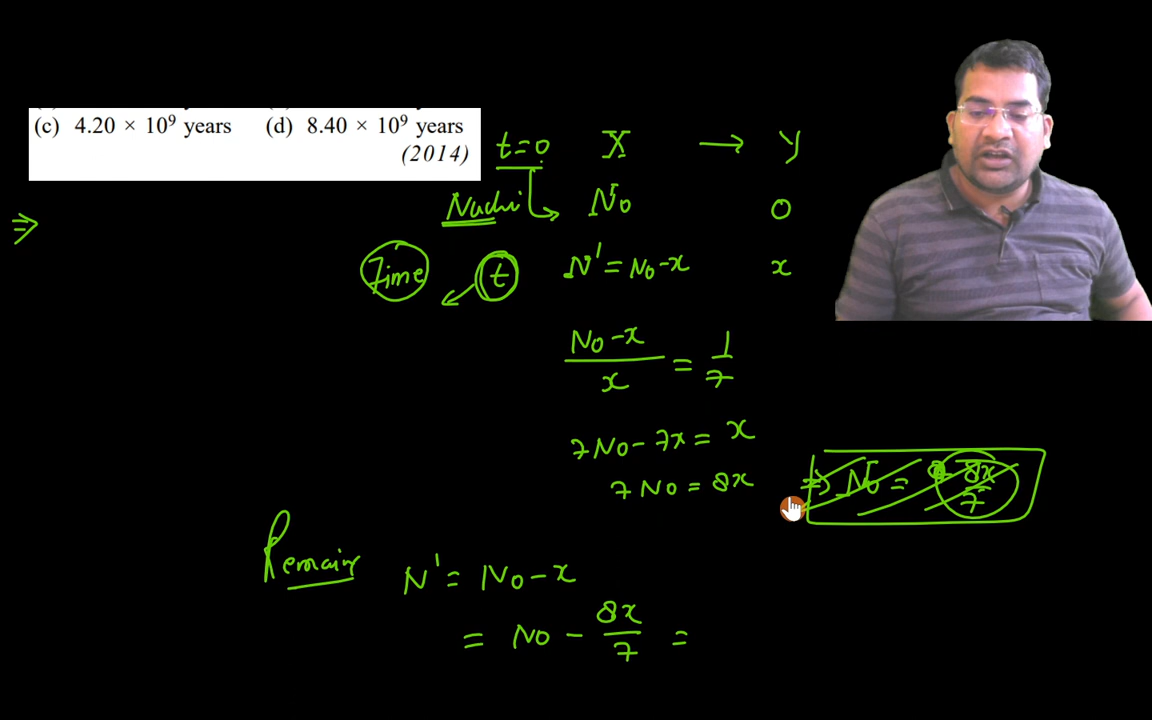 (c) 4.20 × 10⁹ years (d) 8.40 × 10⁹ years
(2014)
t=0 X → Y
Nuclei N₀ 0
Time t N' = N₀ - x x
N₀ - x / x = 1/7
7N₀ - 7x = x
7N₀ = 8x ⇒ N₀ = 8x/7
Remain N' = N₀ - x
= N₀ - 8x/7 =